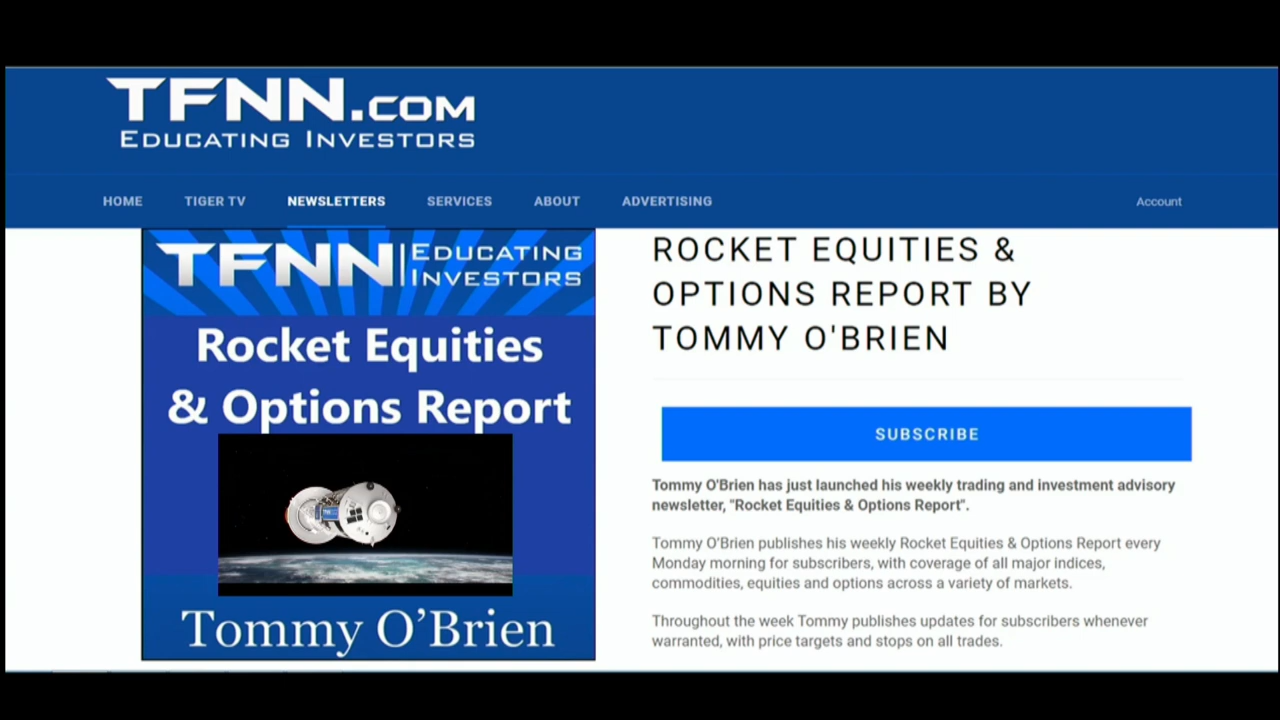 TFNN.COM
EDUCATING INVESTORS
HOME TIGER TV NEWSLETTERS SERVICES ABOUT ADVERTISING Account
TFNN | EDUCATING
INVESTORS
Rocket Equities
& Options Report
Tommy O’Brien
ROCKET EQUITIES &
OPTIONS REPORT BY
TOMMY O'BRIEN
SUBSCRIBE
Tommy O'Brien has just launched his weekly trading and investment advisory
newsletter, "Rocket Equities & Options Report".
Tommy O'Brien publishes his weekly Rocket Equities & Options Report every
Monday morning for subscribers, with coverage of all major indices,
commodities, equities and options across a variety of markets.
Throughout the week Tommy publishes updates for subscribers whenever
warranted, with price targets and stops on all trades.